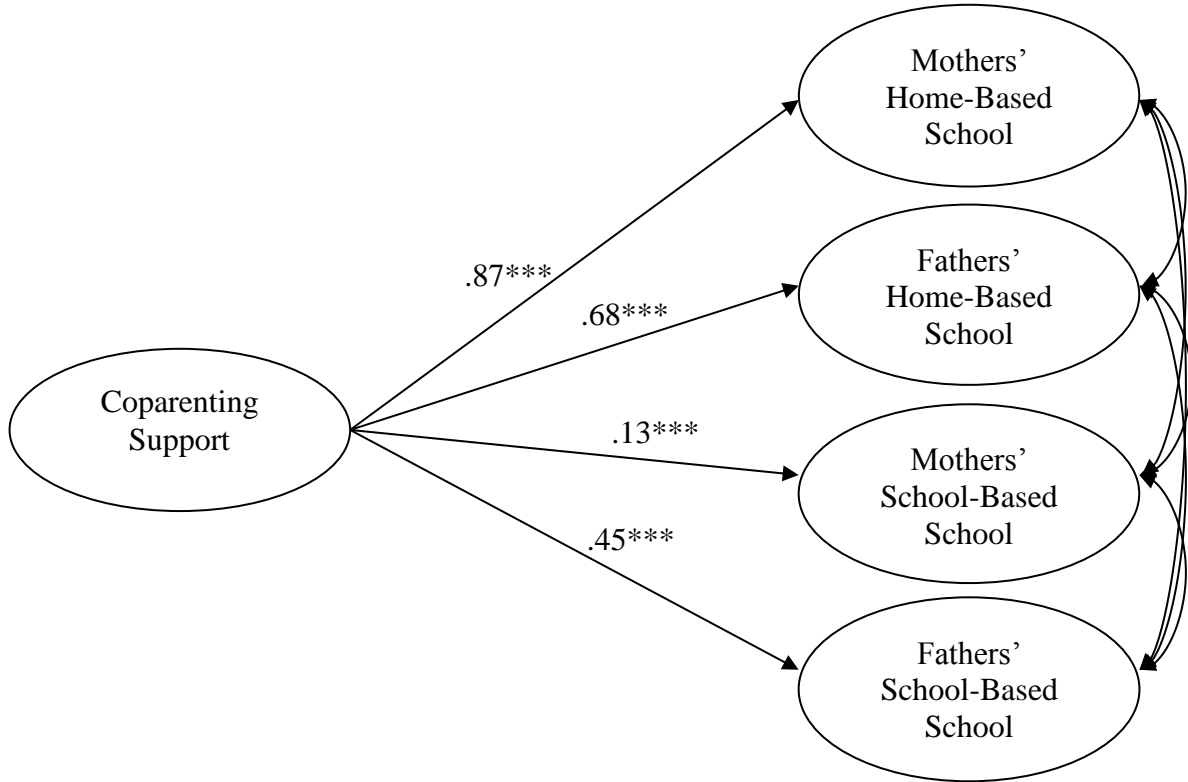 Mothers’
Home-Based
School
Fathers’
Home-Based
School
.87***
.68***
Coparenting
Support
.13***
Mothers’
School-Based
School
.45***
Fathers’
School-Based
School